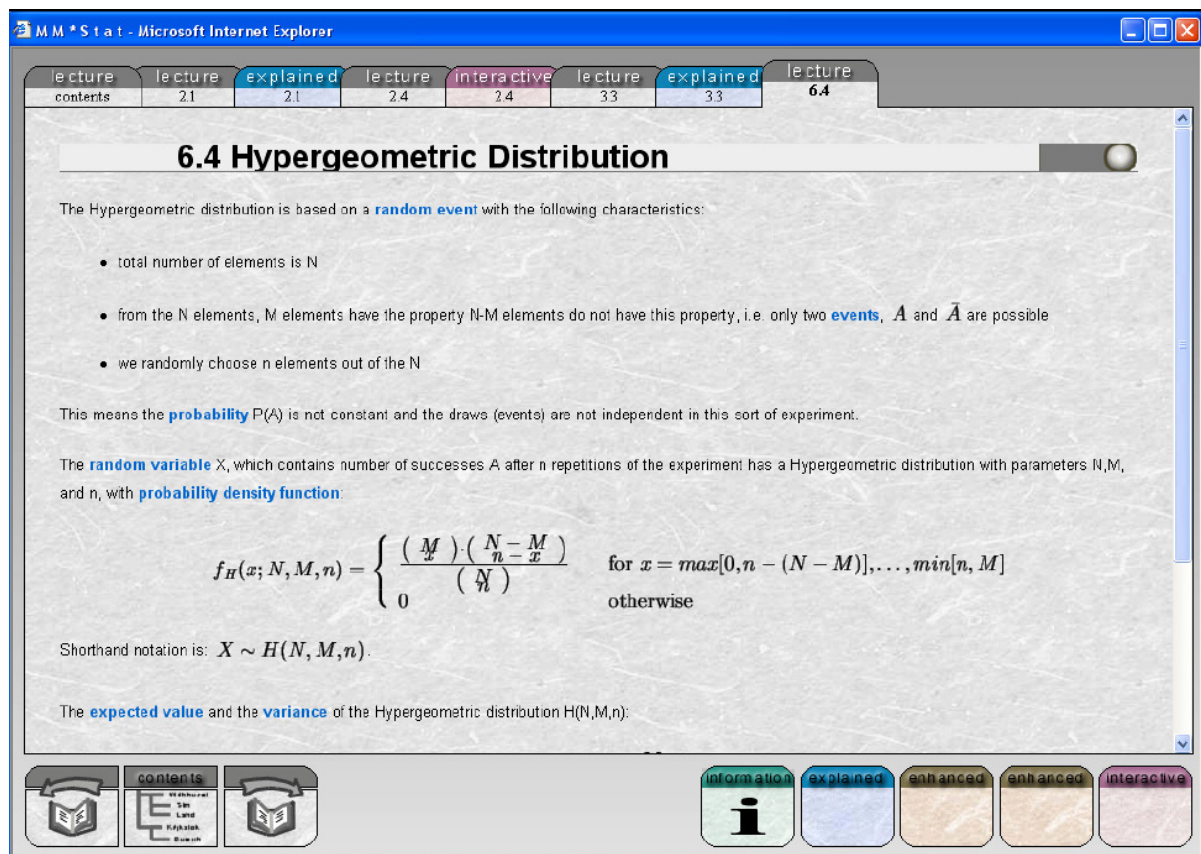 M M * S t a t - Microsoft Internet Explorer
lecture lecture explained lecture interactive lecture explained lecture
contents 2.1 2.1 2.4 2.4 3.3 3.3 6.4
6.4 Hypergeometric Distribution
The Hypergeometric distribution is based on a random event with the following characteristics:
• total number of elements is N
• from the N elements, M elements have the property N-M elements do not have this property, i.e. only two events, A and Ā are possible
• we randomly choose n elements out of the N
This means the probability P(A) is not constant and the draws (events) are not independent in this sort of experiment.
The random variable X, which contains number of successes A after n repetitions of the experiment has a Hypergeometric distribution with parameters N,M,
and n, with probability density function:
f_H(x; N, M, n) = { (M x)·(N − M n − x) / (N n) for x = max[0, n − (N − M)], . . . , min[n, M]
0 otherwise
Shorthand notation is: X ∼ H(N, M, n).
The expected value and the variance of the Hypergeometric distribution H(N,M,n):
contents
information explained enhanced enhanced interactive
i